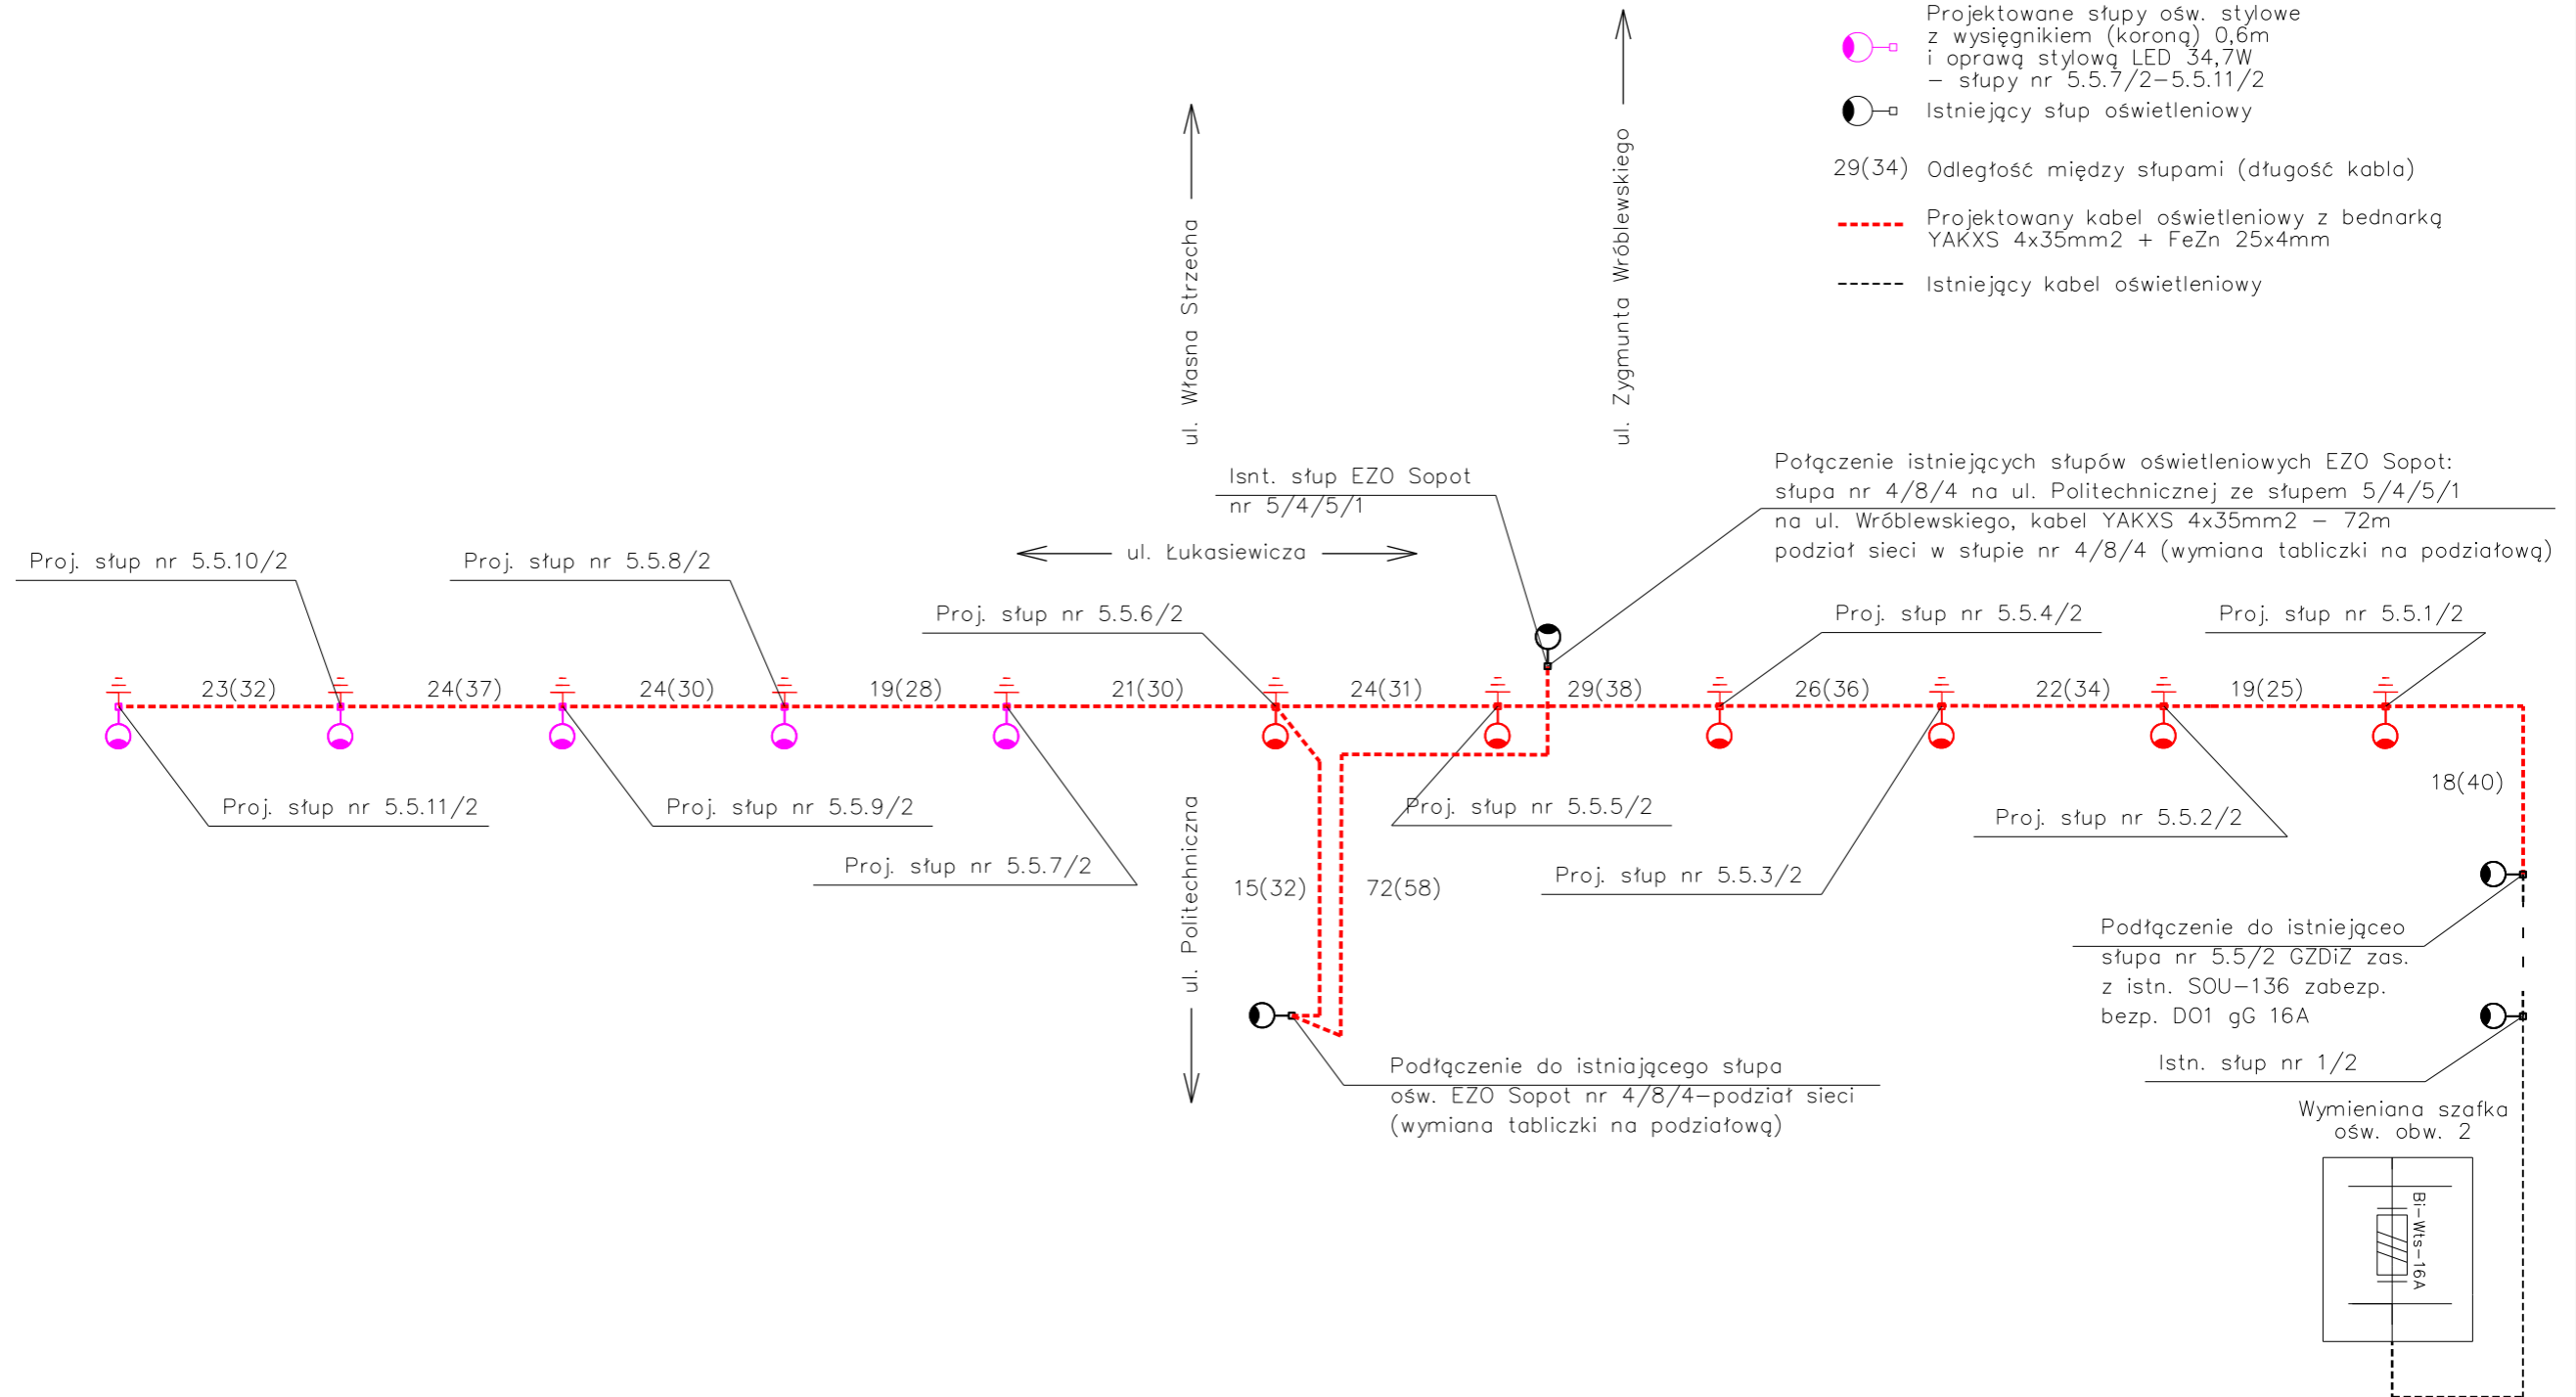 Projektowane słupy ośw. stylowe
z wysięgnikiem (koroną) 0,6m
i oprawą stylową LED 34,7W
– słupy nr 5.5.7/2–5.5.11/2
Istniejący słup oświetleniowy
29(34) Odległość między słupami (długość kabla)
Projektowany kabel oświetleniowy z bednarką
YAKXS 4x35mm2 + FeZn 25x4mm
Istniejący kabel oświetleniowy
ul. Własna Strzecha
ul. Zygmunta Wróblewskiego
Isnt. słup EZO Sopot
nr 5/4/5/1
Połączenie istniejących słupów oświetleniowych EZO Sopot:
słupa nr 4/8/4 na ul. Politechnicznej ze słupem 5/4/5/1
na ul. Wróblewskiego, kabel YAKXS 4x35mm2 – 72m
podział sieci w słupie nr 4/8/4 (wymiana tabliczki na podziałową)
ul. Łukasiewicza
Proj. słup nr 5.5.10/2
Proj. słup nr 5.5.8/2
Proj. słup nr 5.5.6/2
Proj. słup nr 5.5.4/2
Proj. słup nr 5.5.1/2
23(32)
24(37)
24(30)
19(28)
21(30)
24(31)
29(38)
26(36)
22(34)
19(25)
18(40)
Proj. słup nr 5.5.11/2
Proj. słup nr 5.5.9/2
Proj. słup nr 5.5.7/2
Proj. słup nr 5.5.5/2
Proj. słup nr 5.5.3/2
Proj. słup nr 5.5.2/2
ul. Politechniczna
15(32)
72(58)
Podłączenie do istniejąceo
słupa nr 5.5/2 GZDiZ zas.
z istn. SOU–136 zabezp.
bezp. DO1 gG 16A
Istn. słup nr 1/2
Podłączenie do istniającego słupa
ośw. EZO Sopot nr 4/8/4–podział sieci
(wymiana tabliczki na podziałową)
Wymieniana szafka
ośw. obw. 2
Bi–Wts–16A